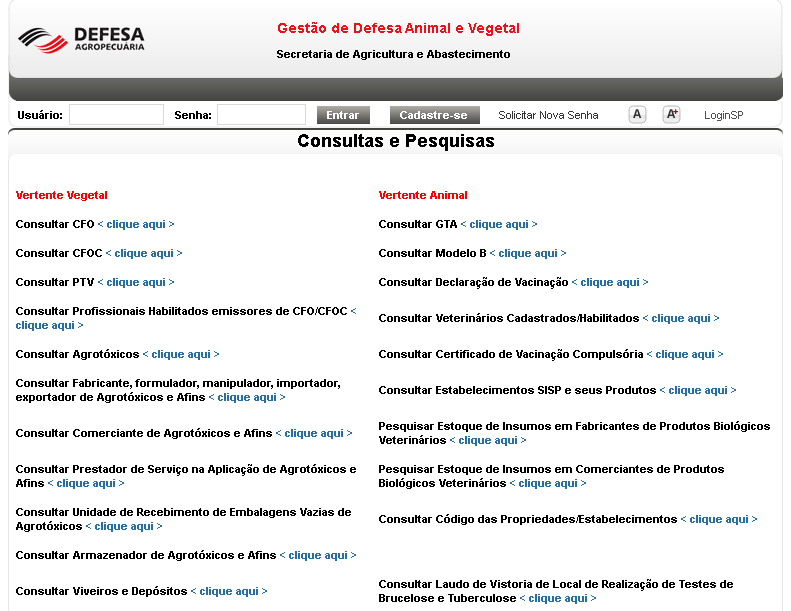 DEFESA
AGROPECUÁRIA
Gestão de Defesa Animal e Vegetal
Secretaria de Agricultura e Abastecimento
Usuário: Senha: Entrar Cadastre-se Solicitar Nova Senha A A+ LoginSP
Consultas e Pesquisas
Vertente Vegetal
Consultar CFO < clique aqui >
Consultar CFOC < clique aqui >
Consultar PTV < clique aqui >
Consultar Profissionais Habilitados emissores de CFO/CFOC <
clique aqui >
Consultar Agrotóxicos < clique aqui >
Consultar Fabricante, formulador, manipulador, importador,
exportador de Agrotóxicos e Afins < clique aqui >
Consultar Comerciante de Agrotóxicos e Afins < clique aqui >
Consultar Prestador de Serviço na Aplicação de Agrotóxicos e
Afins < clique aqui >
Consultar Unidade de Recebimento de Embalagens Vazias de
Agrotóxicos < clique aqui >
Consultar Armazenador de Agrotóxicos e Afins < clique aqui >
Consultar Viveiros e Depósitos < clique aqui >
Vertente Animal
Consultar GTA < clique aqui >
Consultar Modelo B < clique aqui >
Consultar Declaração de Vacinação < clique aqui >
Consultar Veterinários Cadastrados/Habilitados < clique aqui >
Consultar Certificado de Vacinação Compulsória < clique aqui >
Consultar Estabelecimentos SISP e seus Produtos < clique aqui >
Pesquisar Estoque de Insumos em Fabricantes de Produtos Biológicos
Veterinários < clique aqui >
Pesquisar Estoque de Insumos em Comerciantes de Produtos
Biológicos Veterinários < clique aqui >
Consultar Código das Propriedades/Estabelecimentos < clique aqui >
Consultar Laudo de Vistoria de Local de Realização de Testes de
Brucelose e Tuberculose < clique aqui >